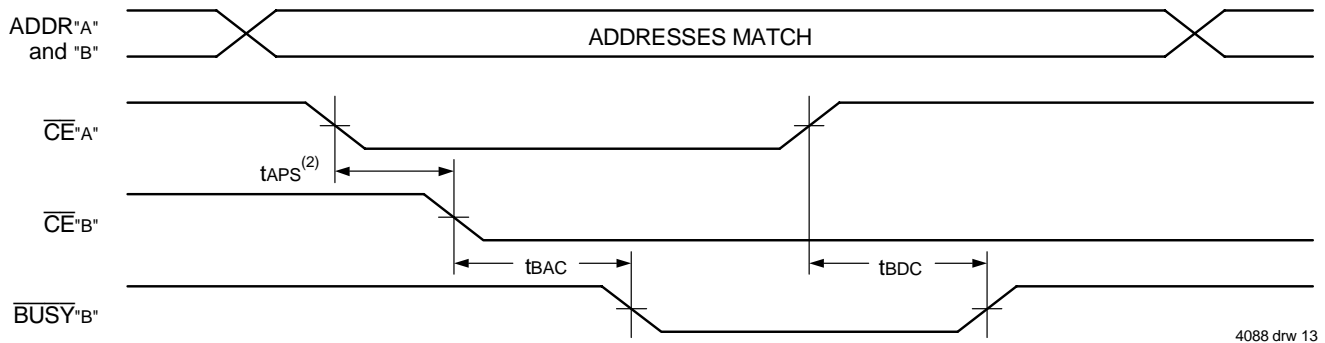 ADDR"A"
and "B"
ADDRESSES MATCH
CE"A"
tAPS(2)
CE"B"
tBAC
tBDC
BUSY"B"
4088 drw 13